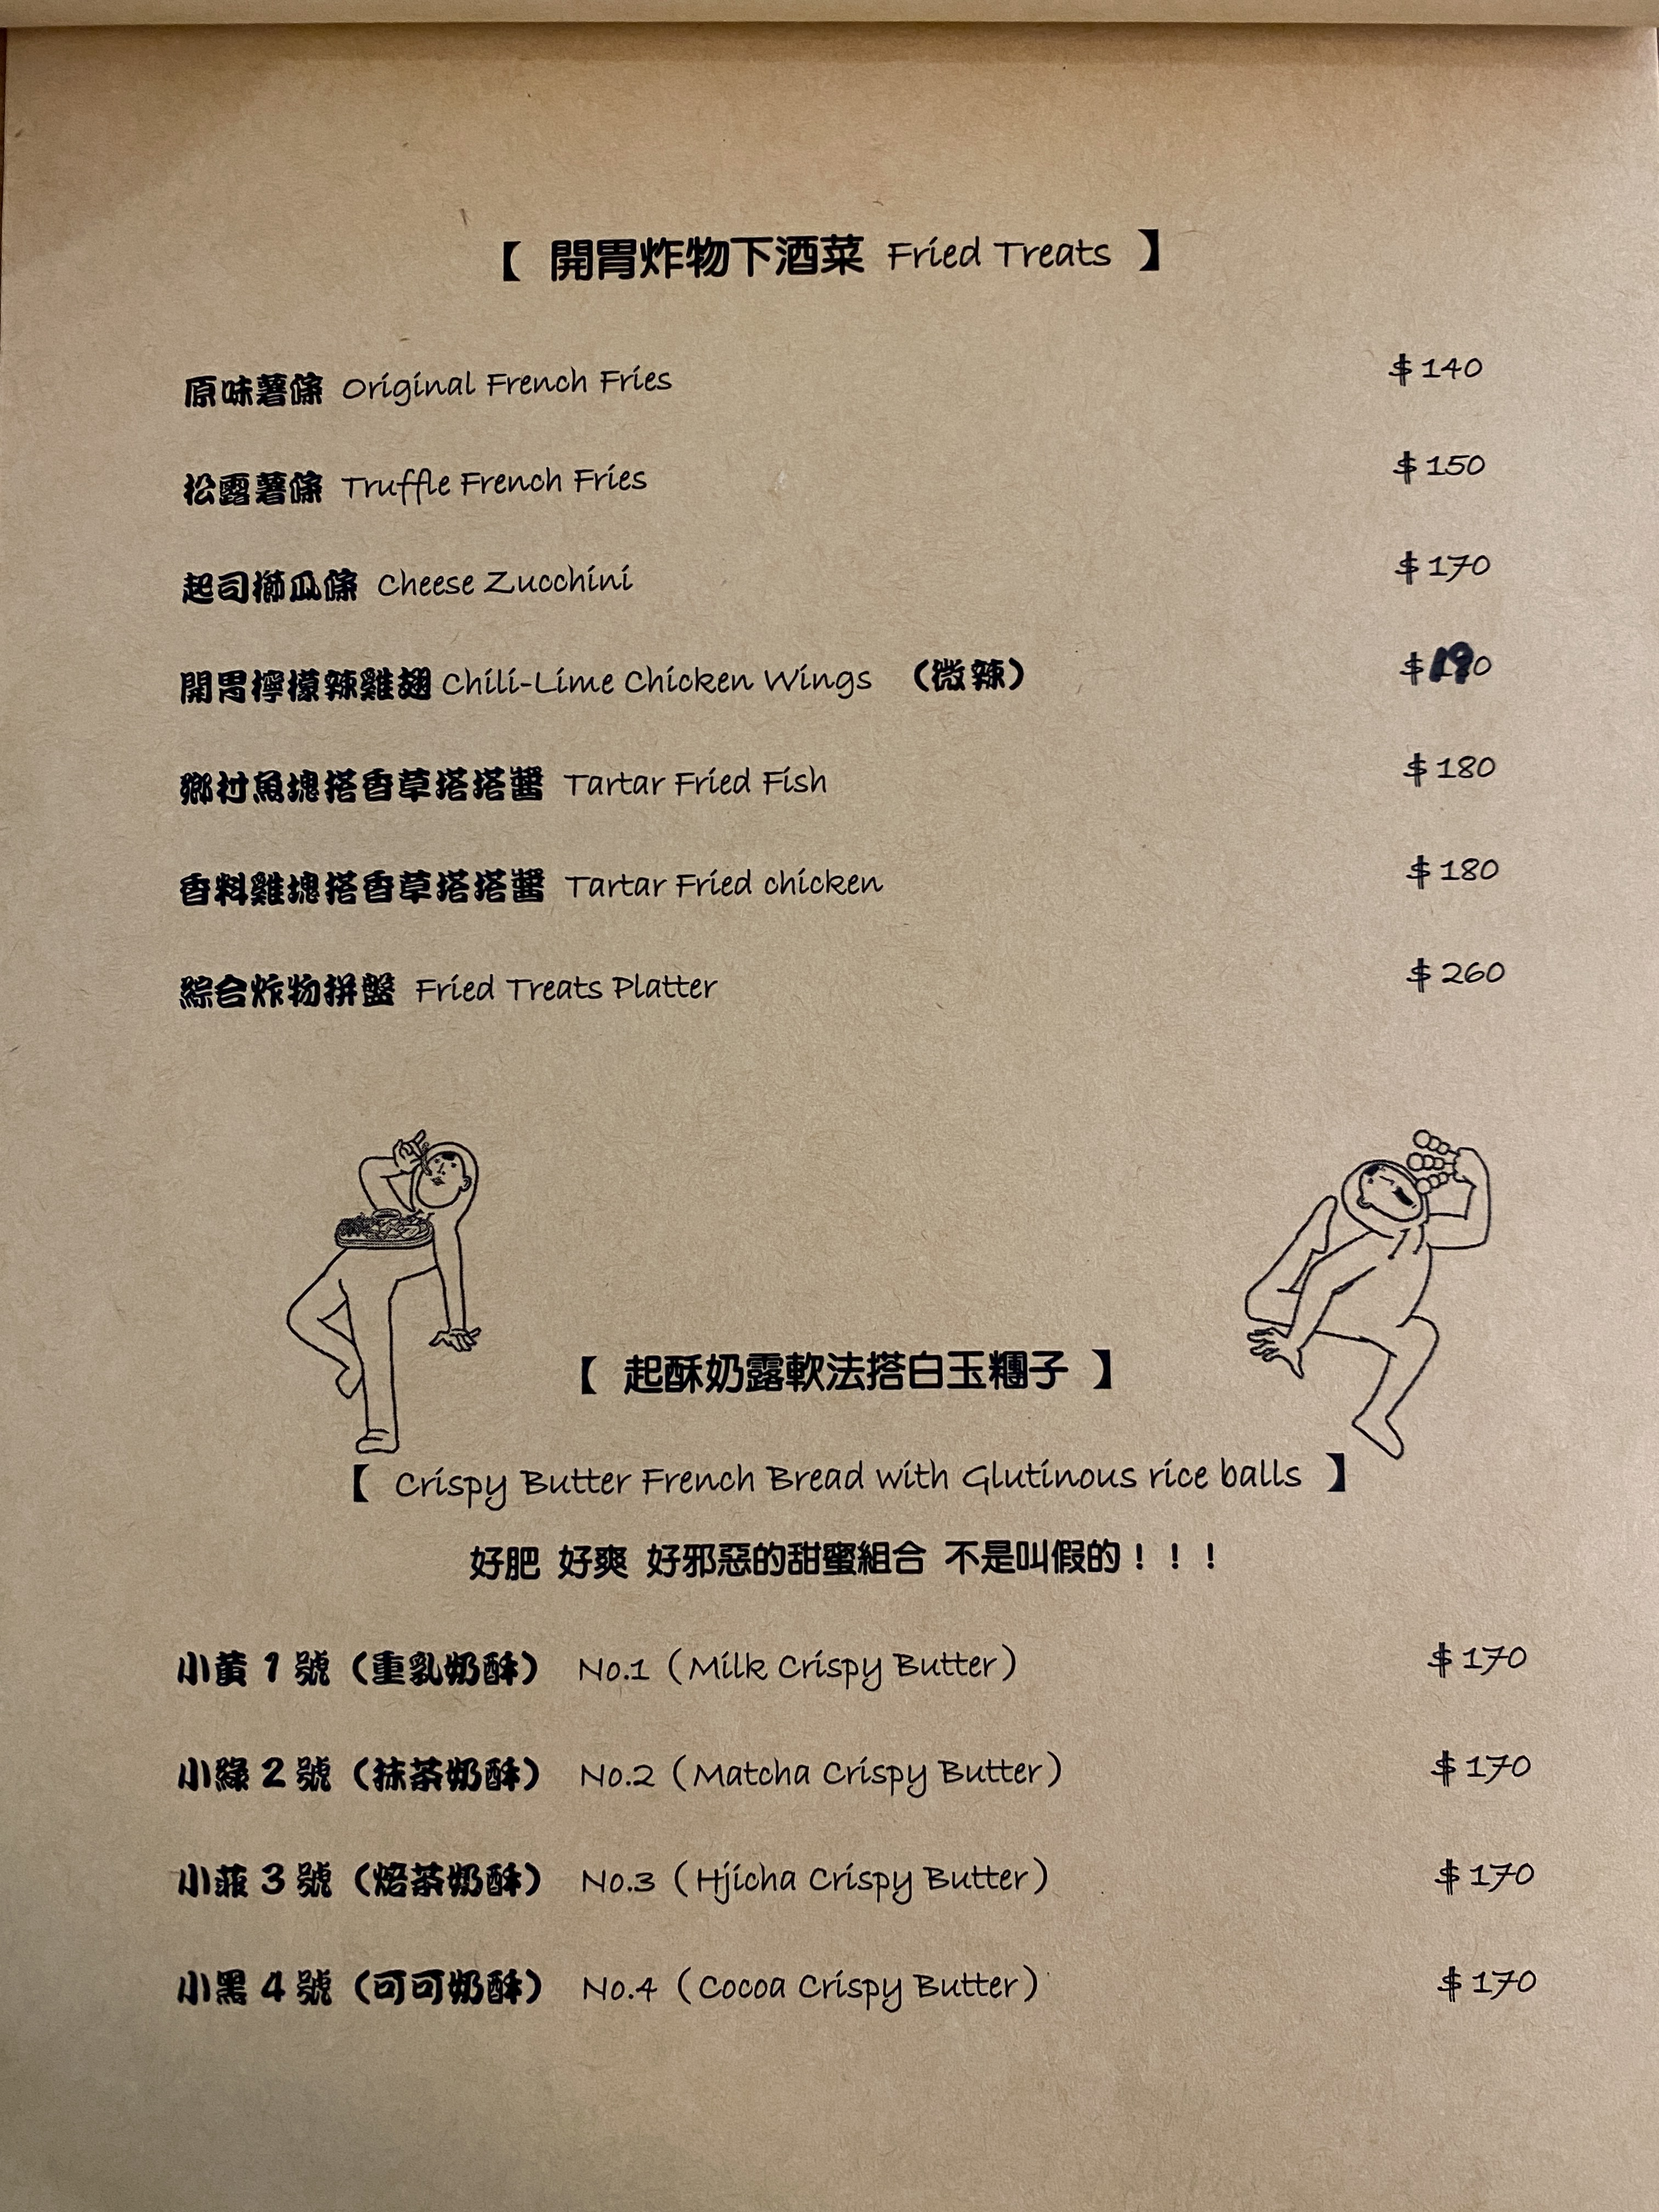 【 開胃炸物下酒菜 Fried Treats 】
原味薯條 Original French Fries $140
松露薯條 Truffle French Fries $150
起司櫛瓜條 Cheese Zucchini $170
開胃檸檬辣雞翅 Chili-Lime Chicken Wings （微辣） $190
鄉村魚塊搭香草塔塔醬 Tartar Fried Fish $180
香料雞塊搭香草塔塔醬 Tartar Fried chicken $180
綜合炸物拼盤 Fried Treats Platter $260
【 起酥奶露軟法搭白玉糰子 】
【 Crispy Butter French Bread with Glutinous rice balls 】
好肥 好爽 好邪惡的甜蜜組合 不是叫假的！！！
小黃 1 號（重乳奶酥） No.1（Milk Crispy Butter） $170
小綠 2 號（抹茶奶酥） No.2（Matcha Crispy Butter） $170
小菲 3 號（焙茶奶酥） No.3（Hjicha Crispy Butter） $170
小黑 4 號（可可奶酥） No.4（Cocoa Crispy Butter） $170